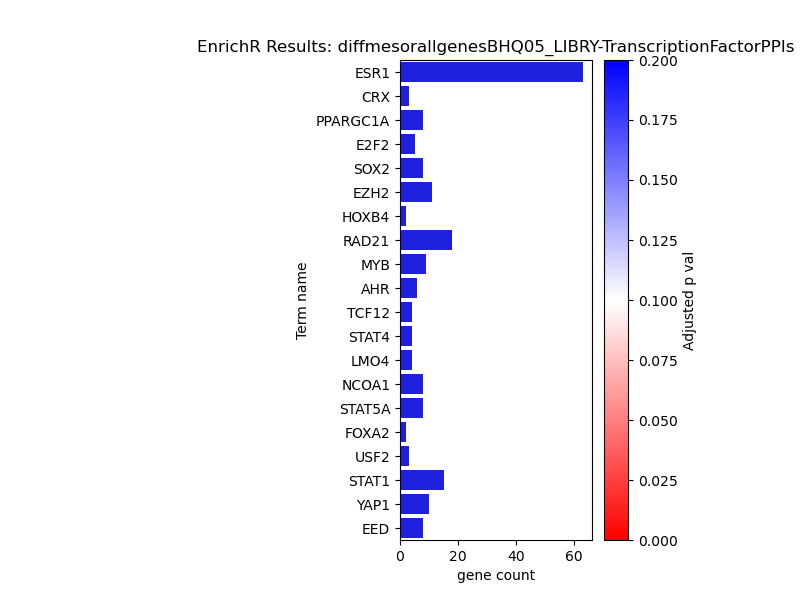 EnrichR Results: diffmesorallgenesBHQ05_LIBRY-TranscriptionFactorPPIs
Term name
ESR1
CRX
PPARGC1A
E2F2
SOX2
EZH2
HOXB4
RAD21
MYB
AHR
TCF12
STAT4
LMO4
NCOA1
STAT5A
FOXA2
USF2
STAT1
YAP1
EED
0 20 40 60
gene count
0.200
0.175
0.150
0.125
0.100
0.075
0.050
0.025
0.000
Adjusted p val